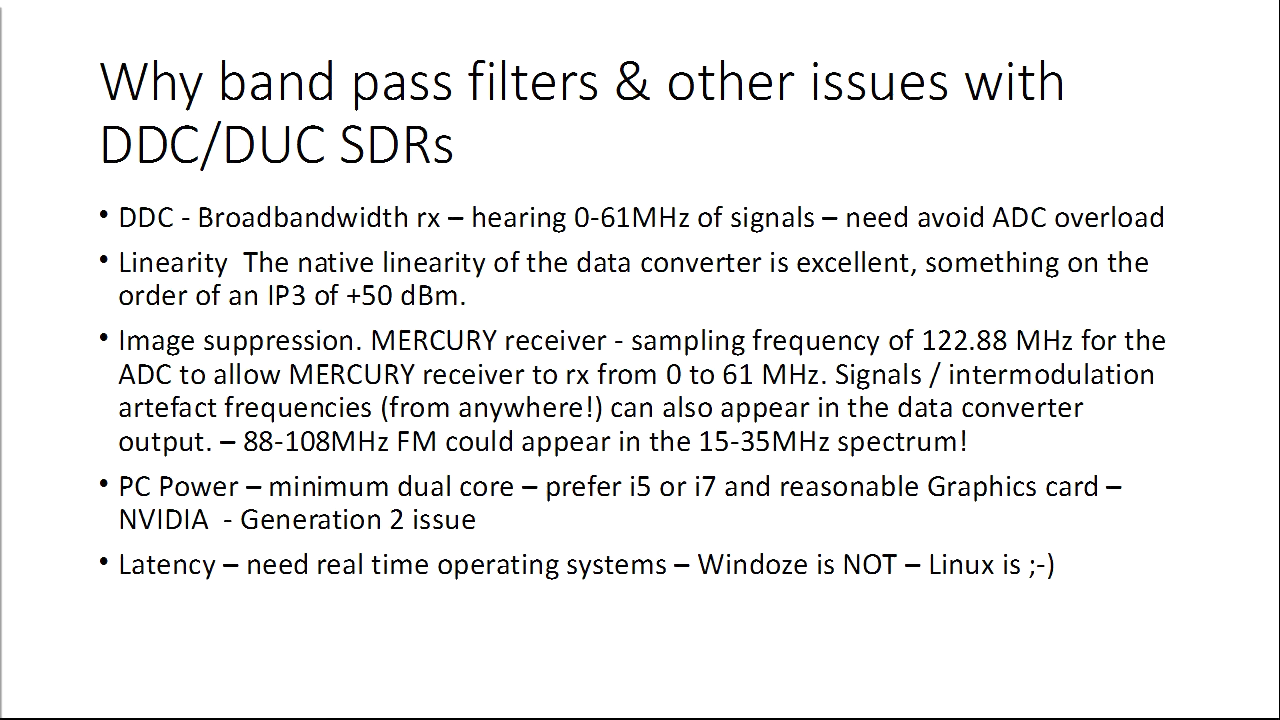 Why band pass filters & other issues with
DDC/DUC SDRs
• DDC - Broadbandwidth rx – hearing 0-61MHz of signals – need avoid ADC overload
• Linearity  The native linearity of the data converter is excellent, something on the
order of an IP3 of +50 dBm.
• Image suppression. MERCURY receiver - sampling frequency of 122.88 MHz for the
ADC to allow MERCURY receiver to rx from 0 to 61 MHz. Signals / intermodulation
artefact frequencies (from anywhere!) can also appear in the data converter
output. – 88-108MHz FM could appear in the 15-35MHz spectrum!
• PC Power – minimum dual core – prefer i5 or i7 and reasonable Graphics card –
NVIDIA  - Generation 2 issue
• Latency – need real time operating systems – Windoze is NOT – Linux is ;-)